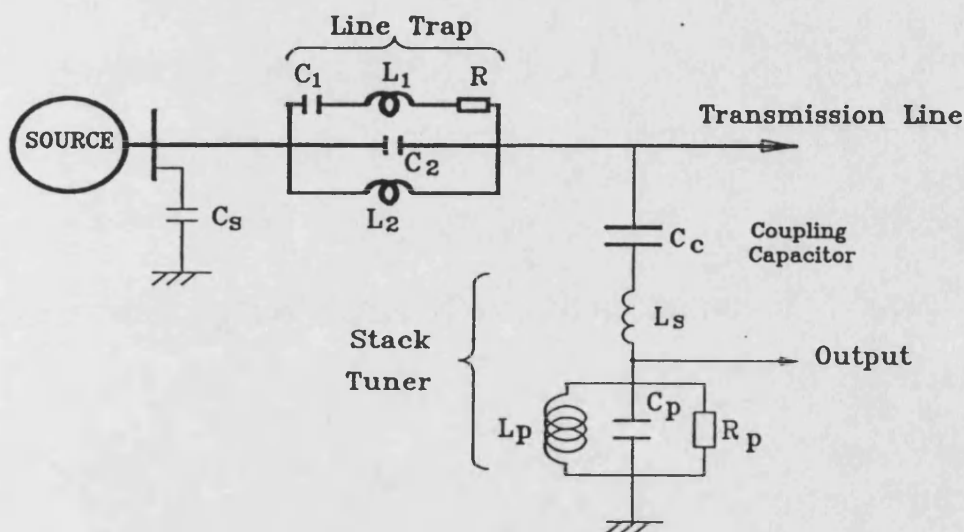 Line Trap
C1
L1
R
Transmission Line
SOURCE
C2
L2
Cs
Cc
Coupling
Capacitor
Ls
Stack
Tuner
Output
Lp
Cp
Rp